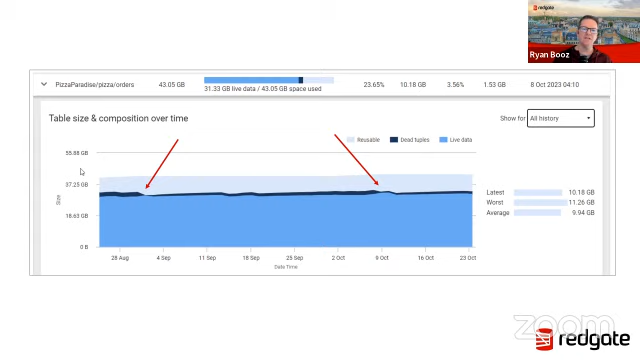 redgate
Ryan Booz
PizzaParadise/pizza/orders
43.05 GB
31.33 GB live data / 43.05 GB space used
23.65%
10.18 GB
3.56%
1.53 GB
8 Oct 2023 04:10
Table size & composition over time
Show for
All history
Reusable
Dead tuples
Live data
55.88 GB
37.25 GB
18.63 GB
0 B
Size
28 Aug
4 Sep
11 Sep
18 Sep
25 Sep
2 Oct
9 Oct
16 Oct
23 Oct
Date Time
Latest
10.18 GB
Worst
11.26 GB
Average
9.94 GB
zoom
redgate